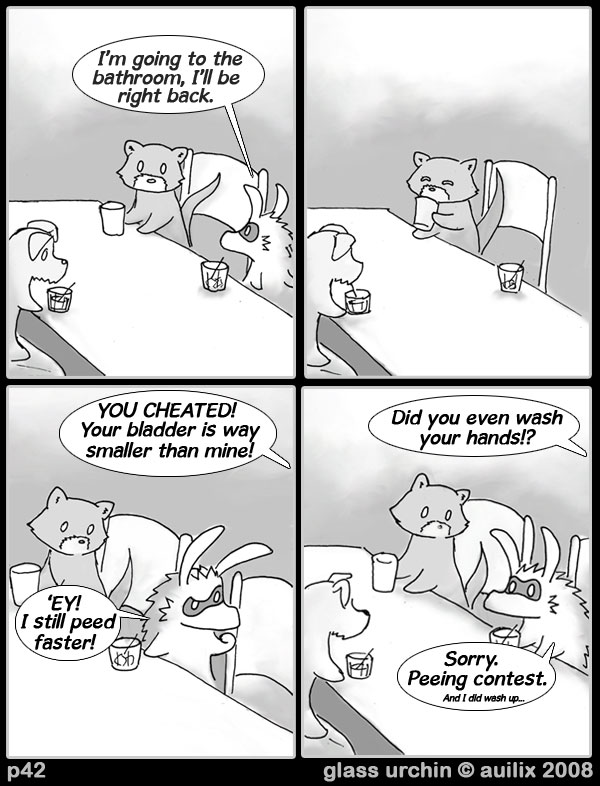 I'm going to the
bathroom, I'll be
right back.
YOU CHEATED!
Your bladder is way
smaller than mine!
'EY!
I still peed
faster!
Did you even wash
your hands!?
Sorry.
Peeing contest.
And I did wash up...
p42
glass urchin © auilix 2008